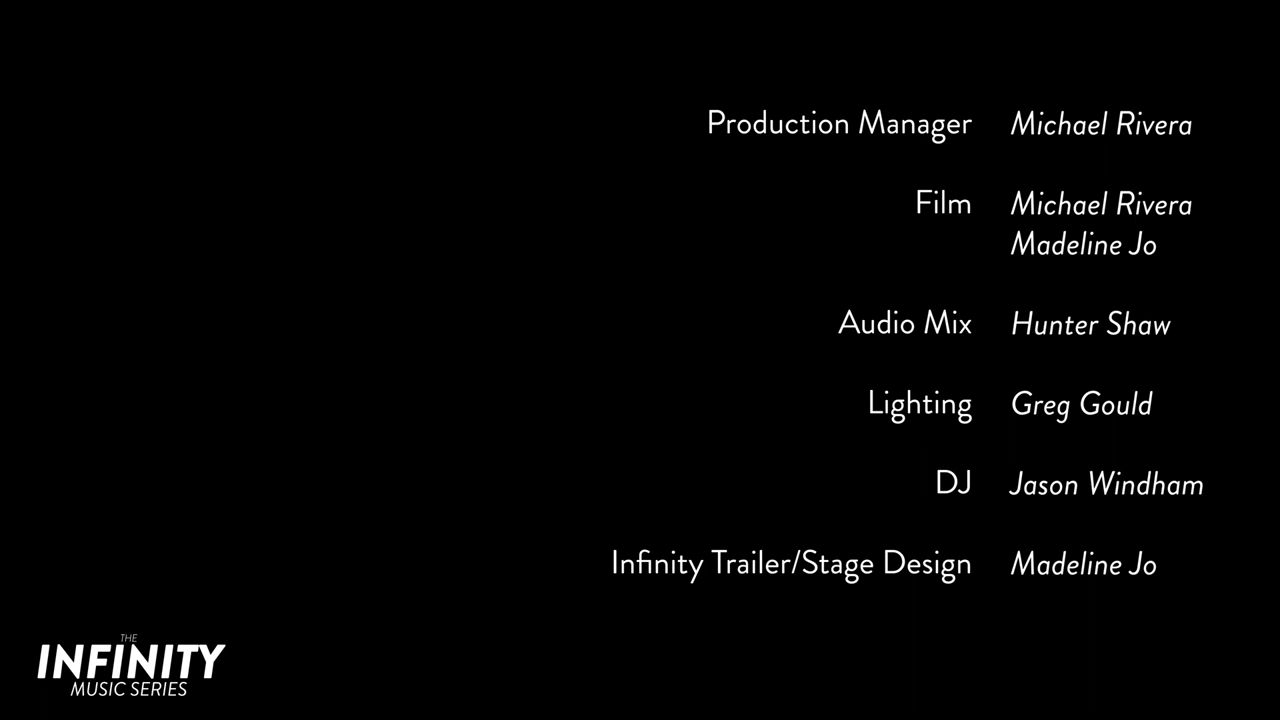 Production Manager Michael Rivera
Film Michael Rivera
Madeline Jo
Audio Mix Hunter Shaw
Lighting Greg Gould
DJ Jason Windham
Infinity Trailer/Stage Design Madeline Jo
THE
INFINITY
MUSIC SERIES